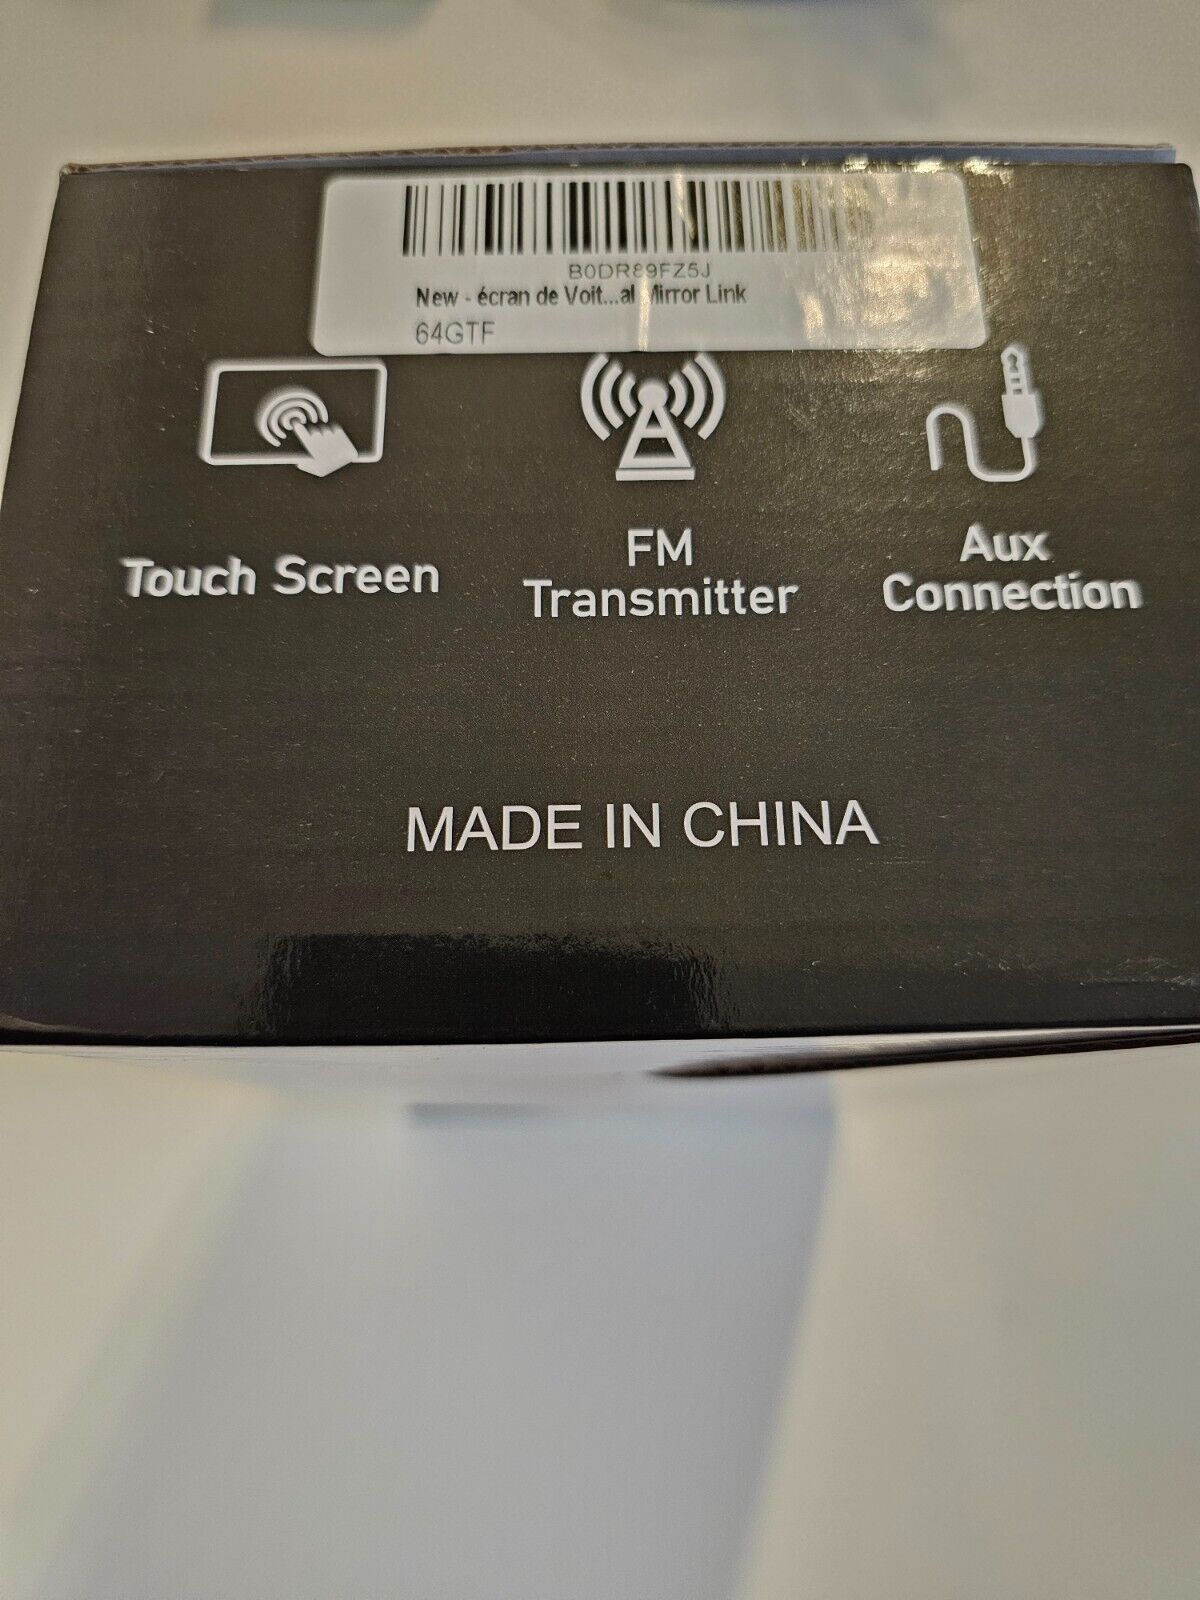 B0DR89FZ5J
New - écran de Voit...al Mirror Link
64GTF
Touch Screen
FM
Transmitter
Aux
Connection
MADE IN CHINA